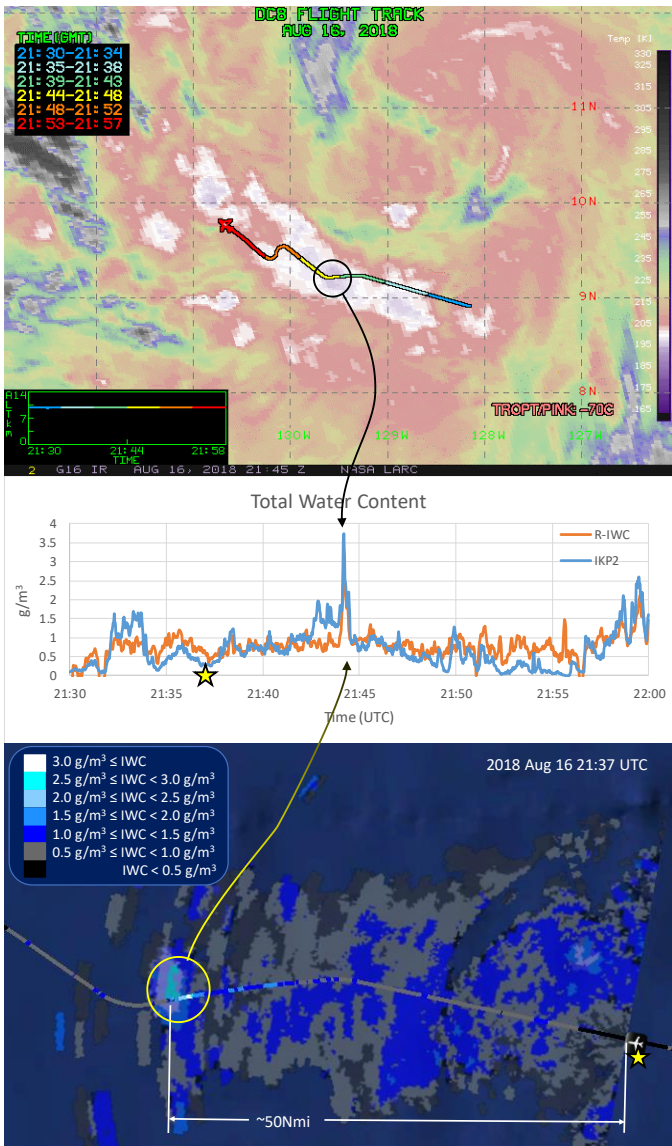 DC8 FLIGHT TRACK
AUG 16, 2018
TIME(GMT)
21:30-21:34
21:35-21:38
21:39-21:43
21:44-21:48
21:48-21:52
21:53-21:57
Temp [K]
330
325
315
305
295
285
275
265
255
245
235
225
215
205
195
185
175
165
11N
10N
9N
8N
130W
129W
128W
127W
TROPT/PINK: -70C
A14
L
T 7
km
0
21:30
21:44
21:58
TIME
2 G16 IR AUG 16, 2018 21:45 Z NASA LARC
Total Water Content
R-IWC
IKP2
g/m³
4
3.5
3
2.5
2
1.5
1
0.5
0
21:30
21:35
21:40
21:45
21:50
21:55
22:00
Time (UTC)
2018 Aug 16 21:37 UTC
3.0 g/m³ ≤ IWC
2.5 g/m³ ≤ IWC < 3.0 g/m³
2.0 g/m³ ≤ IWC < 2.5 g/m³
1.5 g/m³ ≤ IWC < 2.0 g/m³
1.0 g/m³ ≤ IWC < 1.5 g/m³
0.5 g/m³ ≤ IWC < 1.0 g/m³
IWC < 0.5 g/m³
~50Nmi